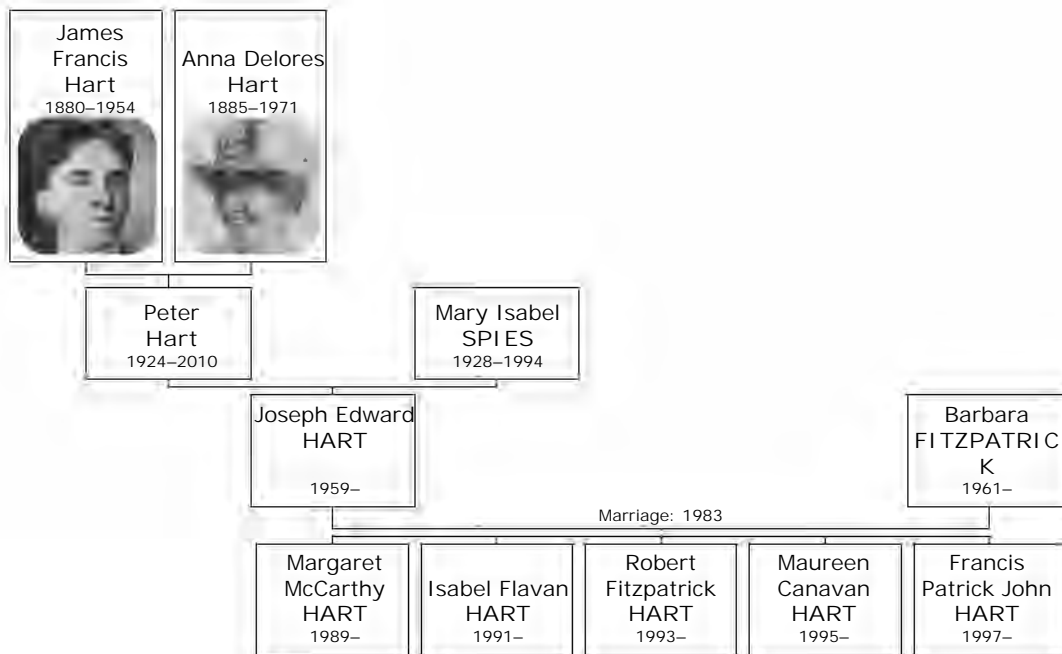 James
Francis
Hart
1880–1954
Anna Delores
Hart
1885–1971
Peter
Hart
1924–2010
Mary Isabel
SPIES
1928–1994
Joseph Edward
HART
1959–
Barbara
FITZPATRIC
K
1961–
Marriage: 1983
Margaret
McCarthy
HART
1989–
Isabel Flavan
HART
1991–
Robert
Fitzpatrick
HART
1993–
Maureen
Canavan
HART
1995–
Francis
Patrick John
HART
1997–